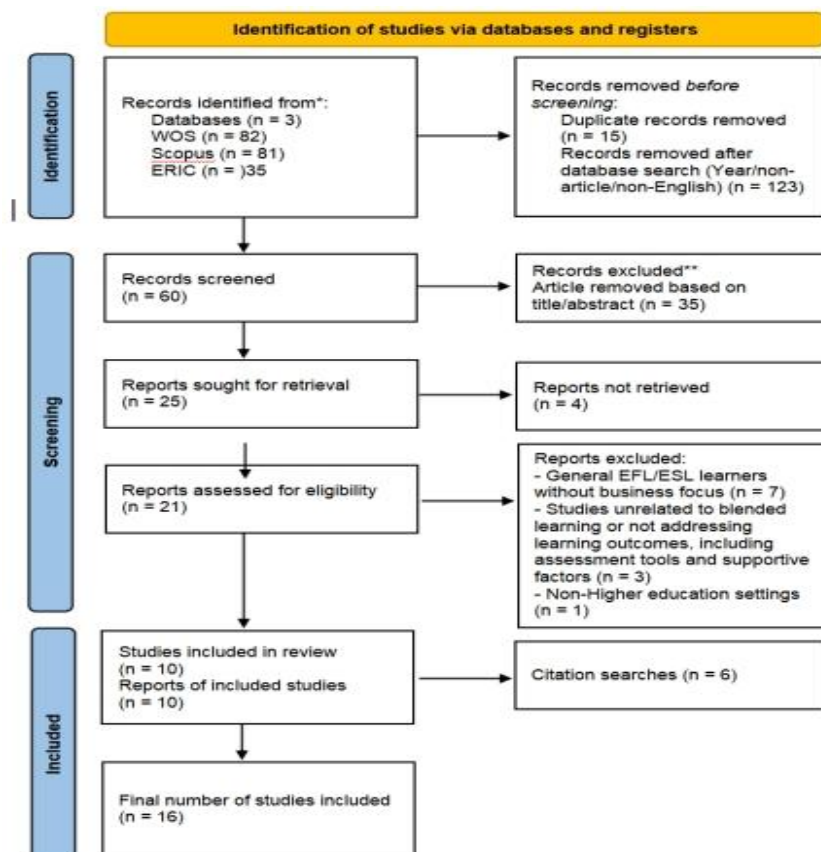 Identification of studies via databases and registers
Identification
Records identified from*:
Databases (n = 3)
WOS (n = 82)
Scopus (n = 81)
ERIC (n = )35
Records removed before
screening:
Duplicate records removed
(n = 15)
Records removed after
database search (Year/non-
article/non-English) (n = 123)
Screening
Records screened
(n = 60)
Records excluded**
Article removed based on
title/abstract (n = 35)
Reports sought for retrieval
(n = 25)
Reports not retrieved
(n = 4)
Reports assessed for eligibility
(n = 21)
Reports excluded:
- General EFL/ESL learners
without business focus (n = 7)
- Studies unrelated to blended
learning or not addressing
learning outcomes, including
assessment tools and supportive
factors (n = 3)
- Non-Higher education settings
(n = 1)
Included
Studies included in review
(n = 10)
Reports of included studies
(n = 10)
Citation searches (n = 6)
Final number of studies included
(n = 16)